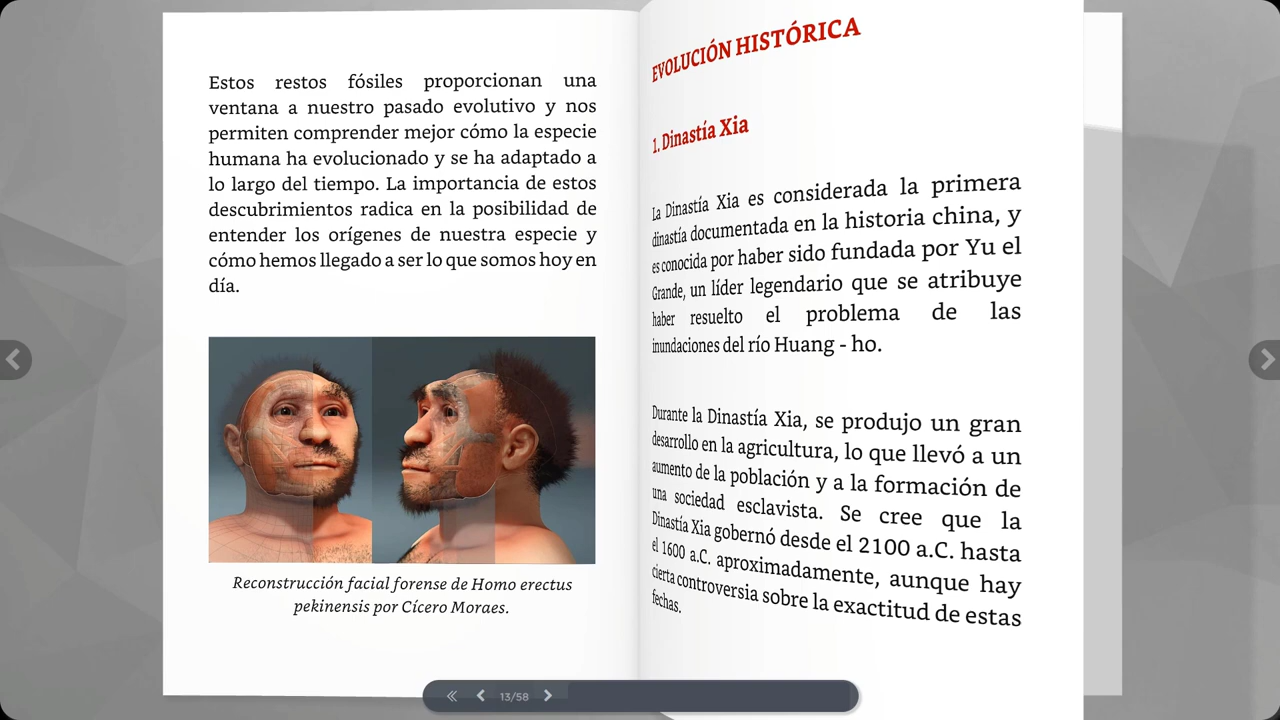 Estos restos fósiles proporcionan una
ventana a nuestro pasado evolutivo y nos
permiten comprender mejor cómo la especie
humana ha evolucionado y se ha adaptado a
lo largo del tiempo. La importancia de estos
descubrimientos radica en la posibilidad de
entender los orígenes de nuestra especie y
cómo hemos llegado a ser lo que somos hoy en
día.
Reconstrucción facial forense de Homo erectus
pekinensis por Cícero Moraes.
EVOLUCIÓN HISTÓRICA
1. Dinastía Xia
La Dinastía Xia es considerada la primera
dinastía documentada en la historia china, y
es conocida por haber sido fundada por Yu el
Grande, un líder legendario que se atribuye
haber resuelto el problema de las
inundaciones del río Huang - ho.
Durante la Dinastía Xia, se produjo un gran
desarrollo en la agricultura, lo que llevó a un
aumento de la población y a la formación de
una sociedad esclavista. Se cree que la
Dinastía Xia gobernó desde el 2100 a.C. hasta
el 1600 a.C. aproximadamente, aunque hay
cierta controversia sobre la exactitud de estas
fechas.
13/58